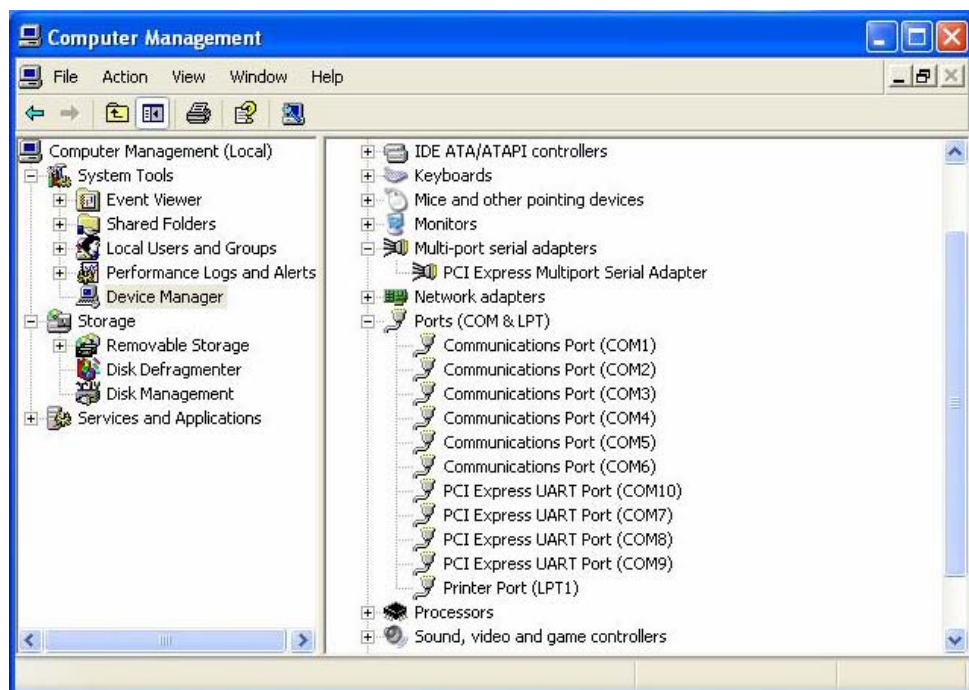 Computer Management
File Action View Window Help
Computer Management (Local)
System Tools
Event Viewer
Shared Folders
Local Users and Groups
Performance Logs and Alerts
Device Manager
Storage
Removable Storage
Disk Defragmenter
Disk Management
Services and Applications
IDE ATA/ATAPI controllers
Keyboards
Mice and other pointing devices
Monitors
Multi-port serial adapters
PCI Express Multiport Serial Adapter
Network adapters
Ports (COM & LPT)
Communications Port (COM1)
Communications Port (COM2)
Communications Port (COM3)
Communications Port (COM4)
Communications Port (COM5)
Communications Port (COM6)
PCI Express UART Port (COM10)
PCI Express UART Port (COM7)
PCI Express UART Port (COM8)
PCI Express UART Port (COM9)
Printer Port (LPT1)
Processors
Sound, video and game controllers